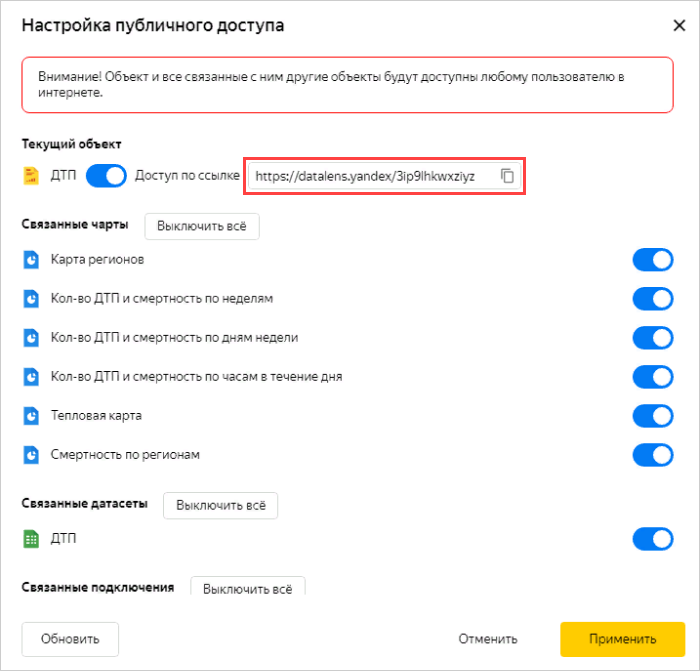 Настройка публичного доступа
Внимание! Объект и все связанные с ним другие объекты будут доступны любому пользователю в
интернете.
Текущий объект
ДТП Доступ по ссылке https://datalens.yandex/3ip9lhkwxziyz
Связанные чарты Выключить всё
Карта регионов
Кол-во ДТП и смертность по неделям
Кол-во ДТП и смертность по дням недели
Кол-во ДТП и смертность по часам в течение дня
Тепловая карта
Смертность по регионам
Связанные датасеты Выключить всё
ДТП
Связанные подключения Выключить всё
Обновить Отменить Применить